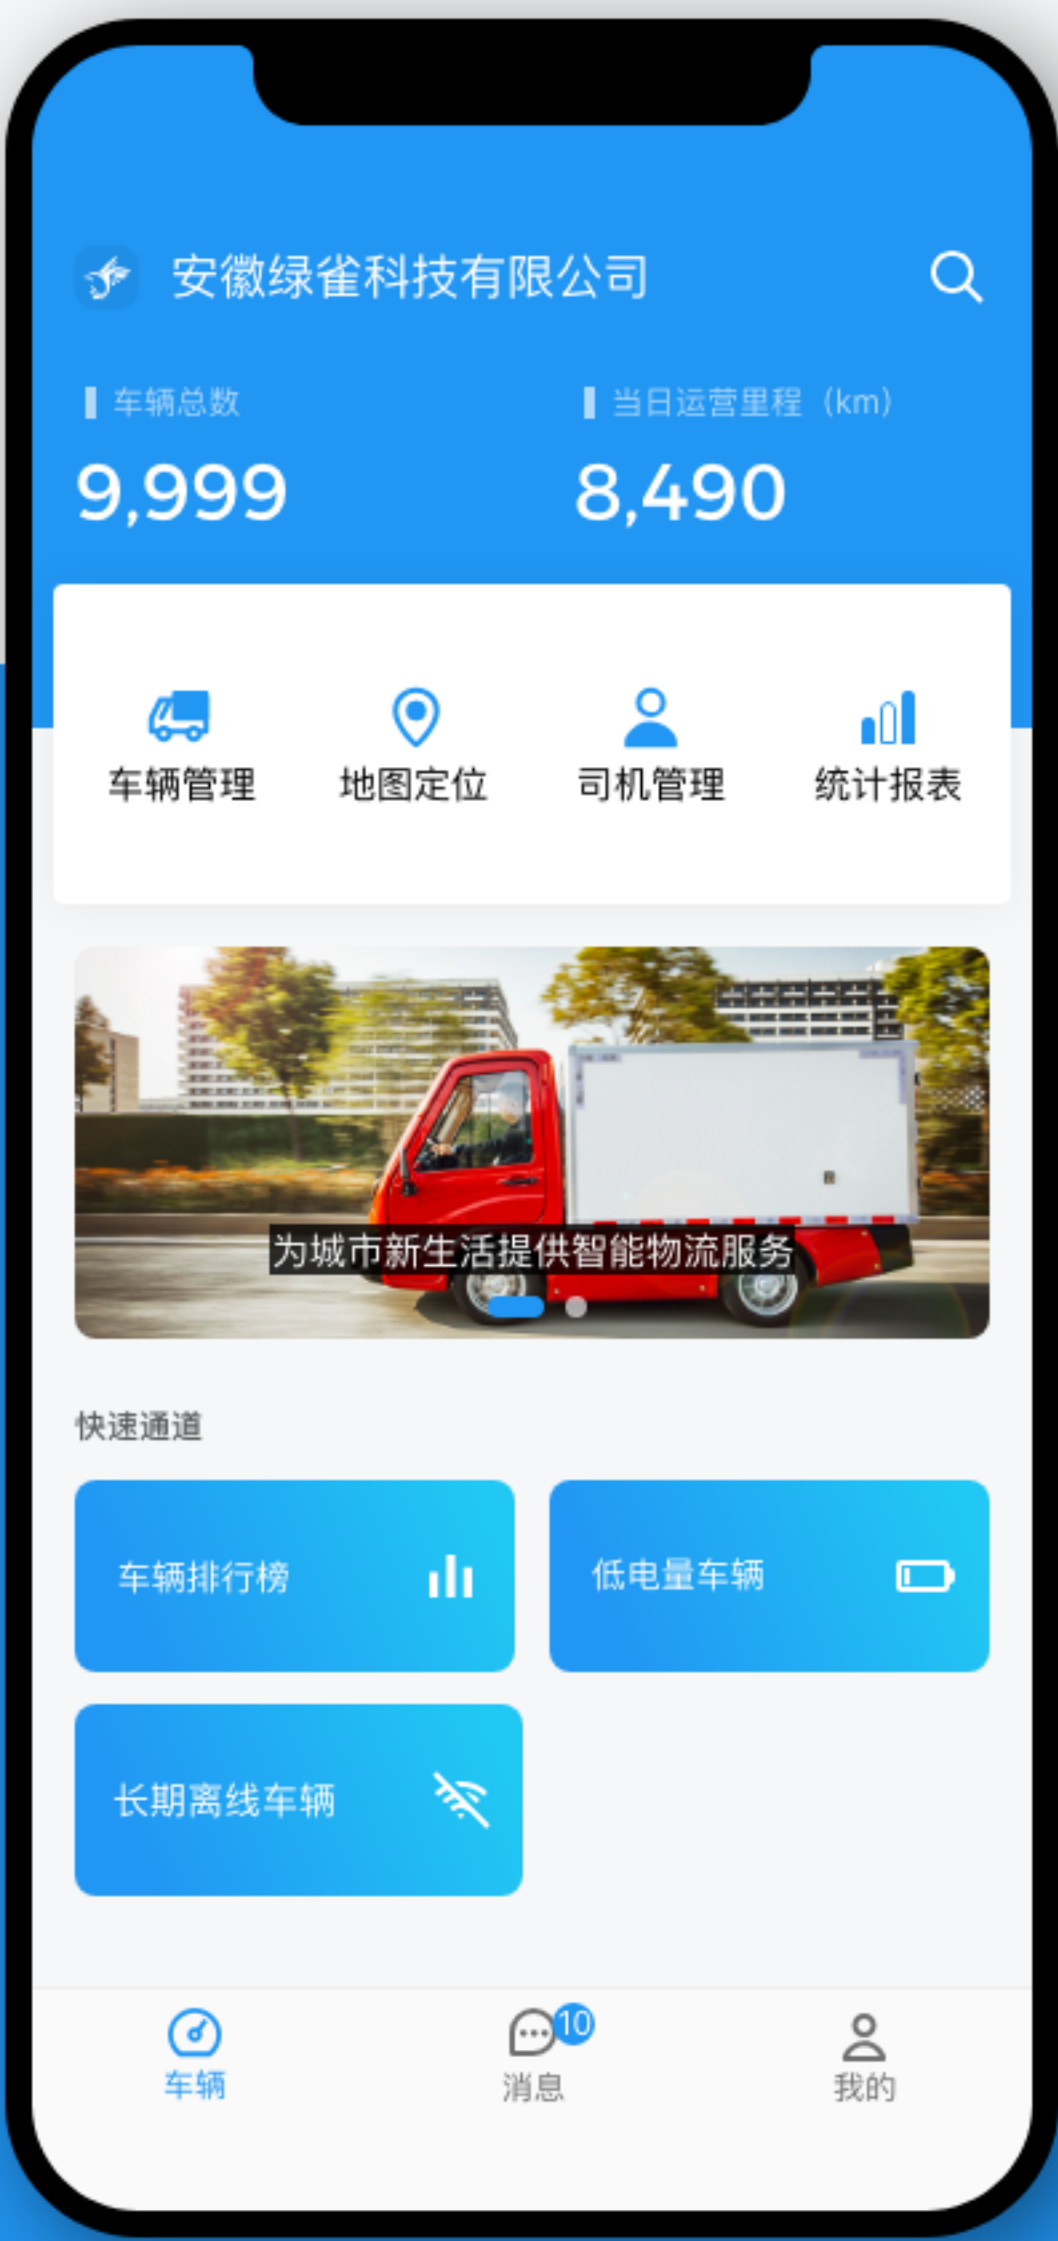 安徽绿雀科技有限公司
车辆总数 当日运营里程（km）
9,999 8,490
车辆管理 地图定位 司机管理 统计报表
为城市新生活提供智能物流服务
快速通道
车辆排行榜 低电量车辆
长期离线车辆
10
车辆 消息 我的